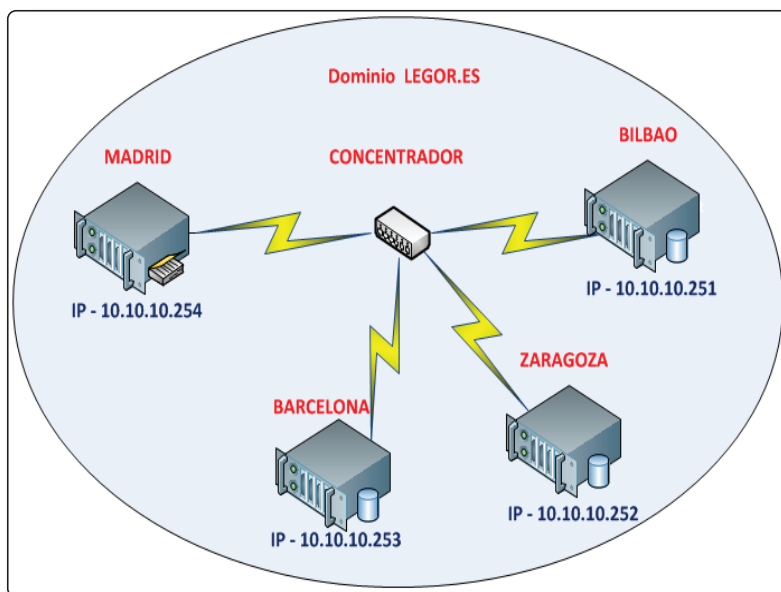 Dominio LEGOR.ES
MADRID
CONCENTRADOR
BILBAO
IP - 10.10.10.254
IP - 10.10.10.251
ZARAGOZA
BARCELONA
IP - 10.10.10.252
IP - 10.10.10.253